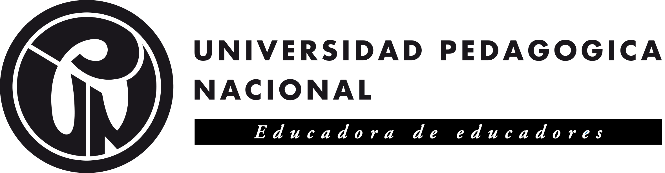 UNIVERSIDAD PEDAGOGICA
NACIONAL
Educadora de educadores